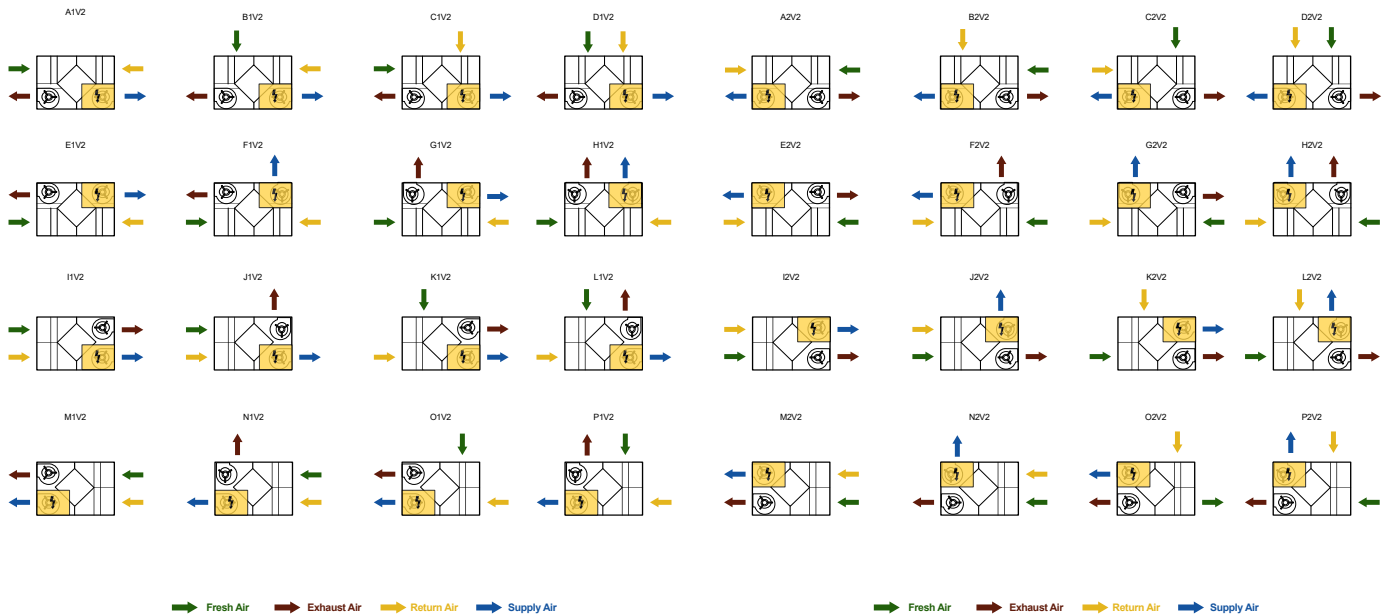 A1V2
B1V2
C1V2
D1V2
A2V2
B2V2
C2V2
D2V2
E1V2
F1V2
G1V2
H1V2
E2V2
F2V2
G2V2
H2V2
I1V2
J1V2
K1V2
L1V2
I2V2
J2V2
K2V2
L2V2
M1V2
N1V2
O1V2
P1V2
M2V2
N2V2
O2V2
P2V2
Fresh Air Exhaust Air Return Air Supply Air
Fresh Air Exhaust Air Return Air Supply Air